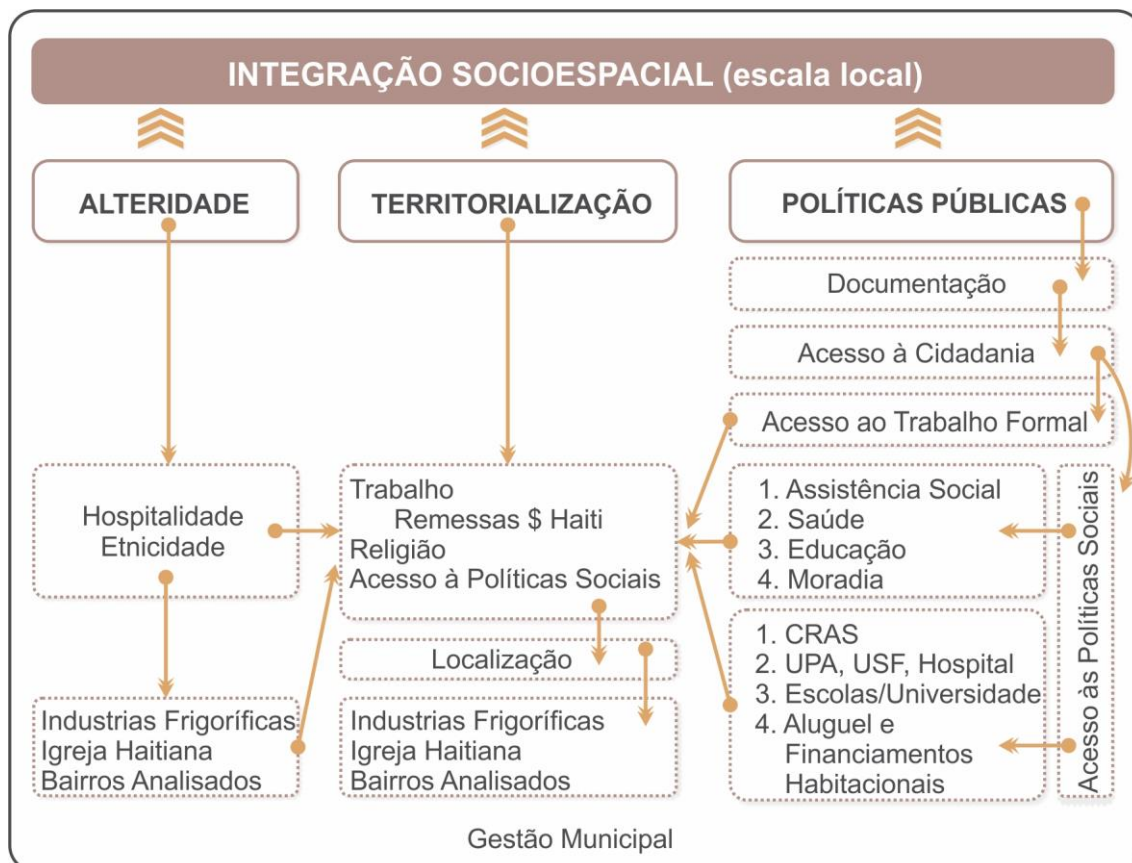 INTEGRAÇÃO SOCIOESPACIAL (escala local)
ALTERIDADE
Hospitalidade
Etnicidade
Industrias Frigoríficas
Igreja Haitiana
Bairros Analisados
TERRITORIALIZAÇÃO
Trabalho
Remessas $ Haiti
Religião
Acesso à Políticas Sociais
Localização
Industrias Frigoríficas
Igreja Haitiana
Bairros Analisados
POLÍTICAS PÚBLICAS
Documentação
Acesso à Cidadania
Acesso ao Trabalho Formal
1. Assistência Social
2. Saúde
3. Educação
4. Moradia
1. CRAS
2. UPA, USF, Hospital
3. Escolas/Universidade
4. Aluguel e
Financiamentos
Habitacionais
Acesso às Políticas Sociais
Gestão Municipal